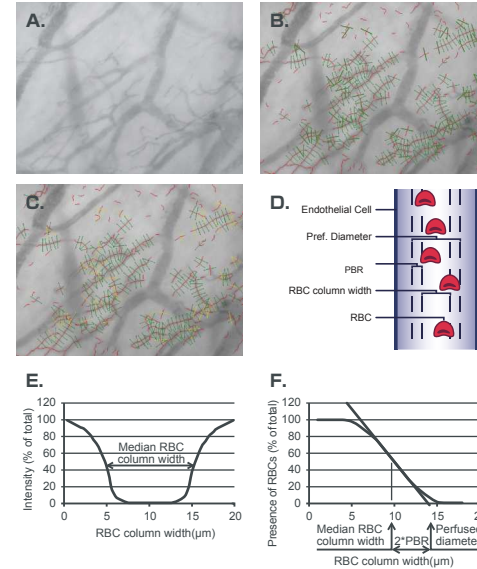 A.
B.
C.
D.
Endothelial Cell
Pref. Diameter
PBR
RBC column width
RBC
E.
120
100
80
60
40
20
0
Intensity (% of total)
Median RBC
column width
0 5 10 15 20
RBC column width(µm)
F.
120
100
80
60
40
20
0
Presence of RBCs (% of total)
0 5 10 15 20
Median RBC
column width
2*PBR
Perfused
diamete
RBC column width(µm)